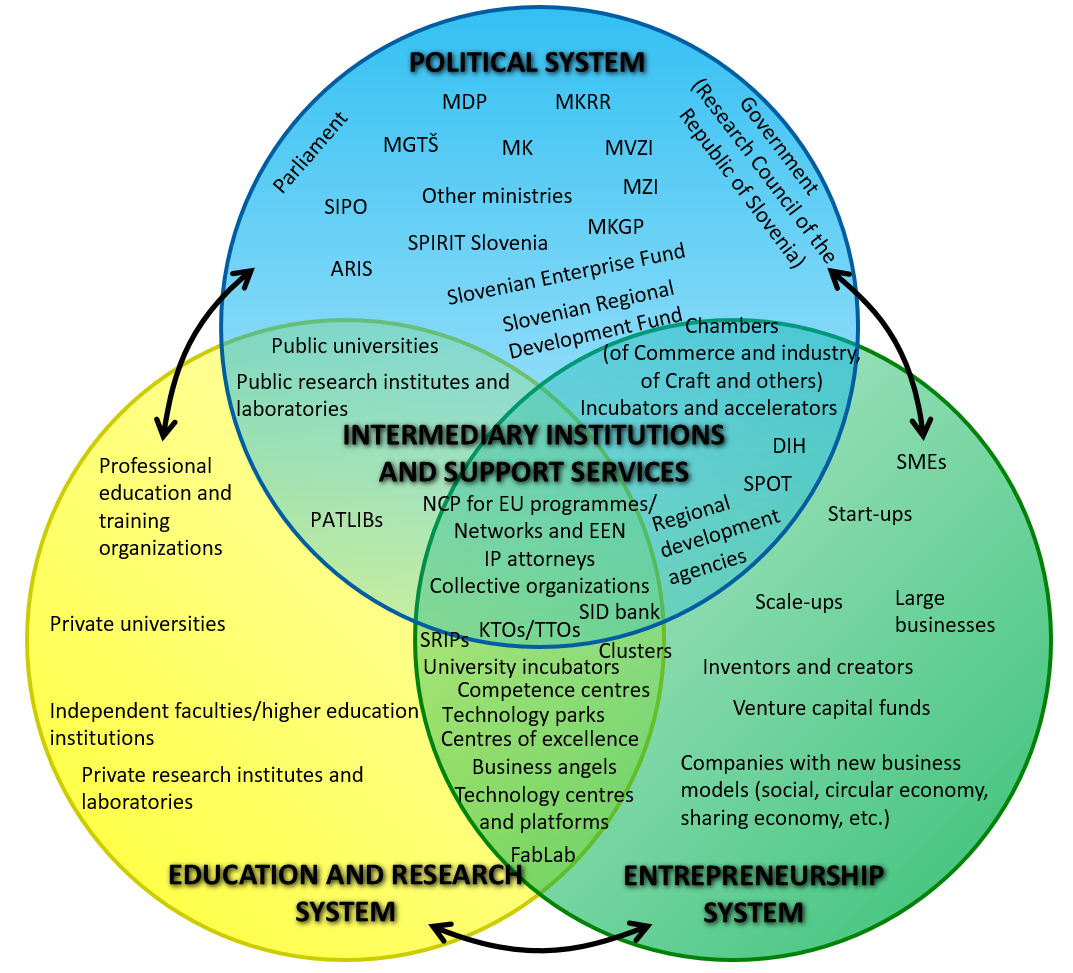 POLITICAL SYSTEM
MDP
MKRR
Parliament
MGTŠ
MK
MVZI
Government
(Research Council of the
Republic of Slovenia)
MZI
Other ministries
SIPO
MKGP
SPIRIT Slovenia
ARIS
Slovenian Enterprise Fund
Slovenian Regional
Development Fund
Public universities
Public research institutes and
laboratories
Chambers
(of Commerce and industry,
of Craft and others)
Incubators and accelerators
INTERMEDIARY INSTITUTIONS
AND SUPPORT SERVICES
DIH
SPOT
Regional
development
agencies
PATLIBs
NCP for EU programmes/
Networks and EEN
IP attorneys
Collective organizations
SID bank
KTOs/TTOs
SRIPs
Clusters
University incubators
Competence centres
Technology parks
Centres of excellence
Business angels
Technology centres
and platforms
FabLab
Professional
education and
training
organizations
Private universities
Independent faculties/higher education
institutions
Private research institutes and
laboratories
EDUCATION AND RESEARCH
SYSTEM
SMEs
Start-ups
Scale-ups
Large
businesses
Inventors and creators
Venture capital funds
Companies with new business
models (social, circular economy,
sharing economy, etc.)
ENTREPRENEURSHIP
SYSTEM